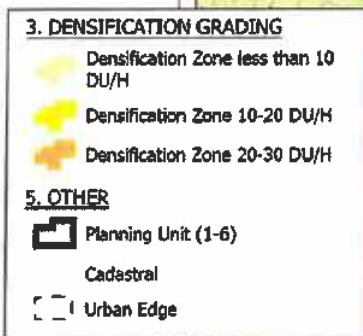 3. DENSIFICATION GRADING
Densification Zone less than 10
DU/H
Densification Zone 10-20 DU/H
Densification Zone 20-30 DU/H
5. OTHER
Planning Unit (1-6)
Cadastral
Urban Edge